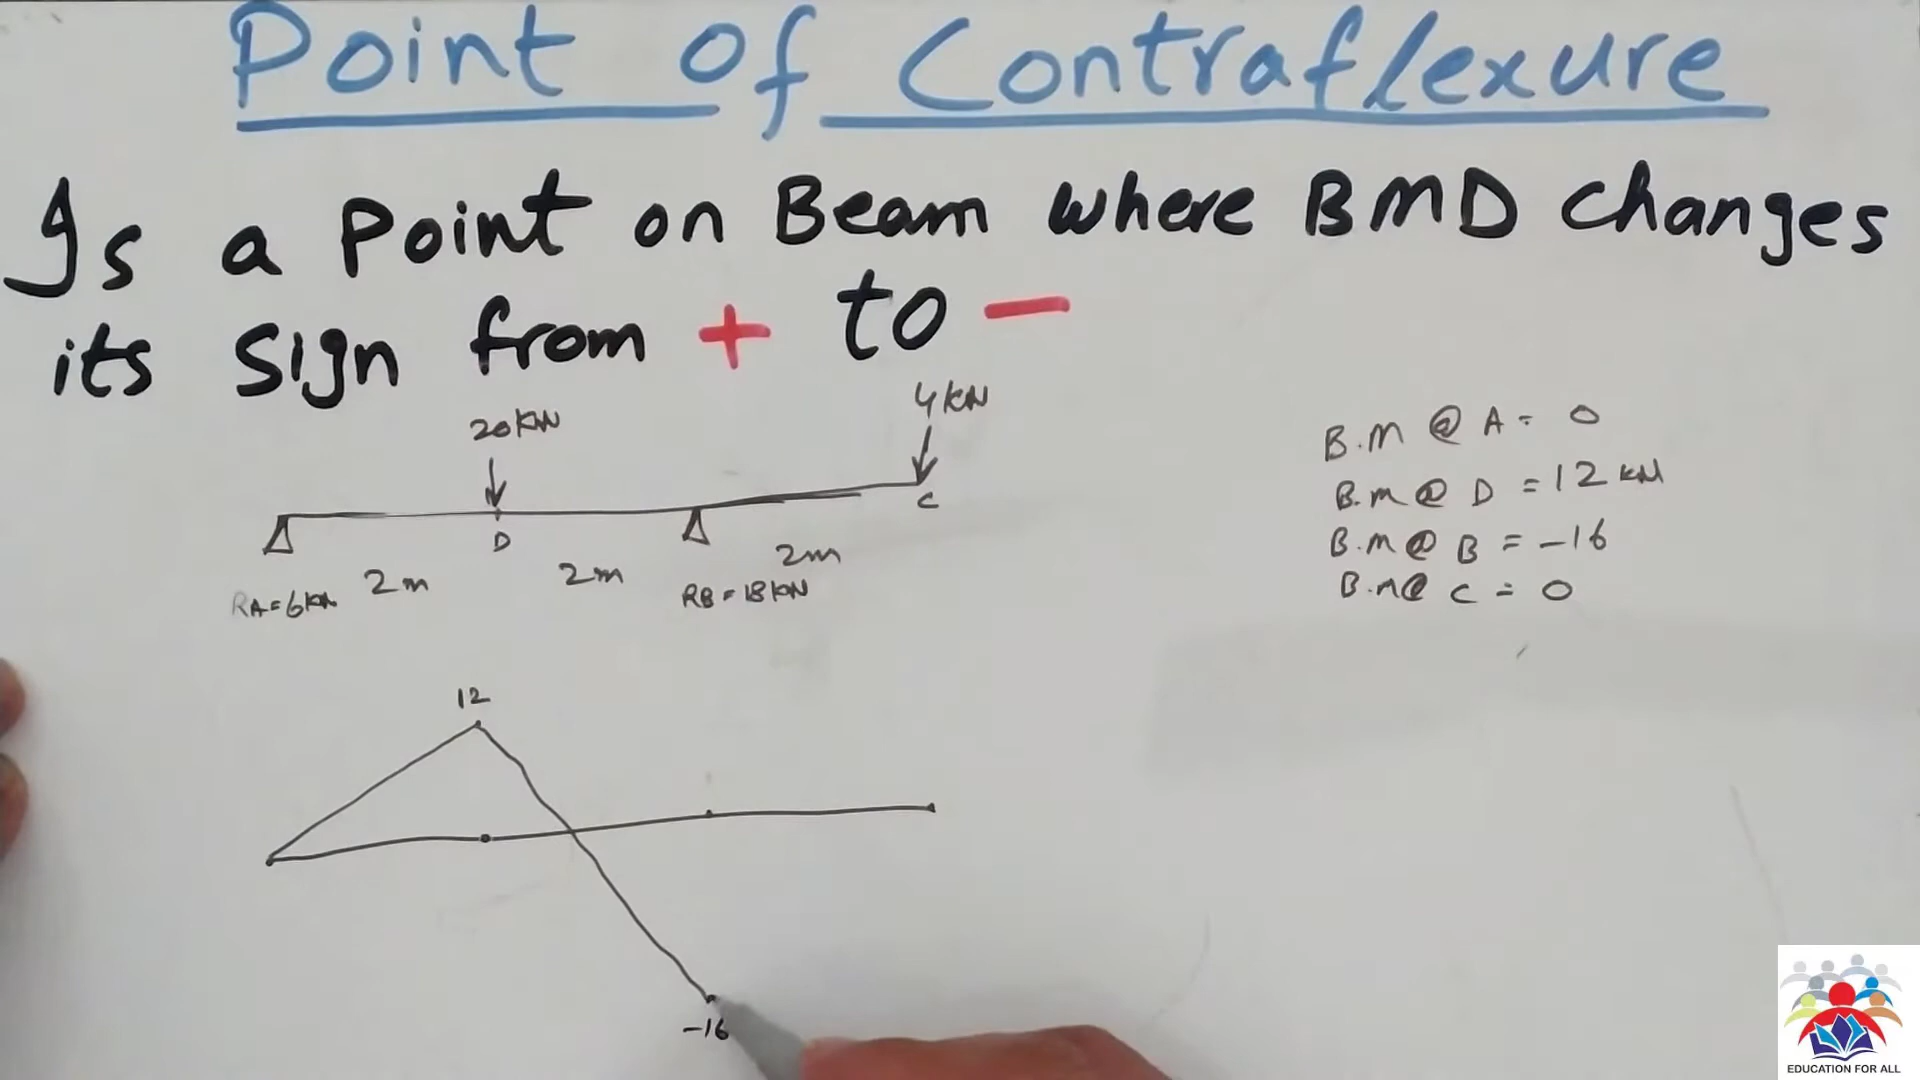 Point of Contraflexure
Is a Point on Beam where BMD changes
its Sign from + to −
4kN
20KN
C
D
2m
2m
2m
RA=6kN
RB=18kN
B.M @ A = 0
B.M @ D = 12 kN
B.M @ B = -16
B.M @ C = 0
12
-16
EDUCATION FOR ALL